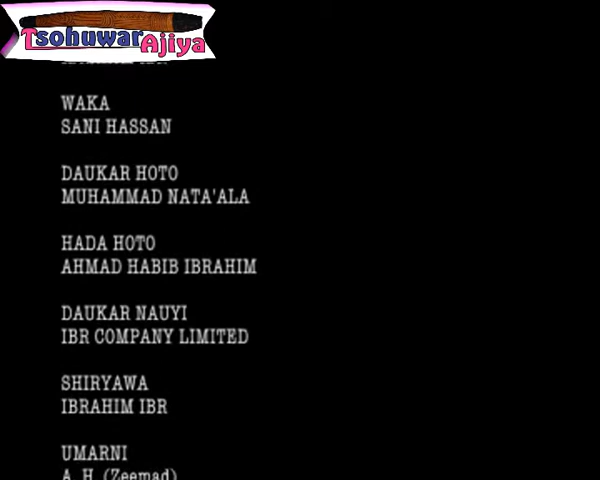 Tsohuwar
Ajiya
WAKA
SANI HASSAN
DAUKAR HOTO
MUHAMMAD NATA'ALA
HADA HOTO
AHMAD HABIB IBRAHIM
DAUKAR NAUYI
IBR COMPANY LIMITED
SHIRYAWA
IBRAHIM IBR
UMARNI
A. H. (Zeemad)